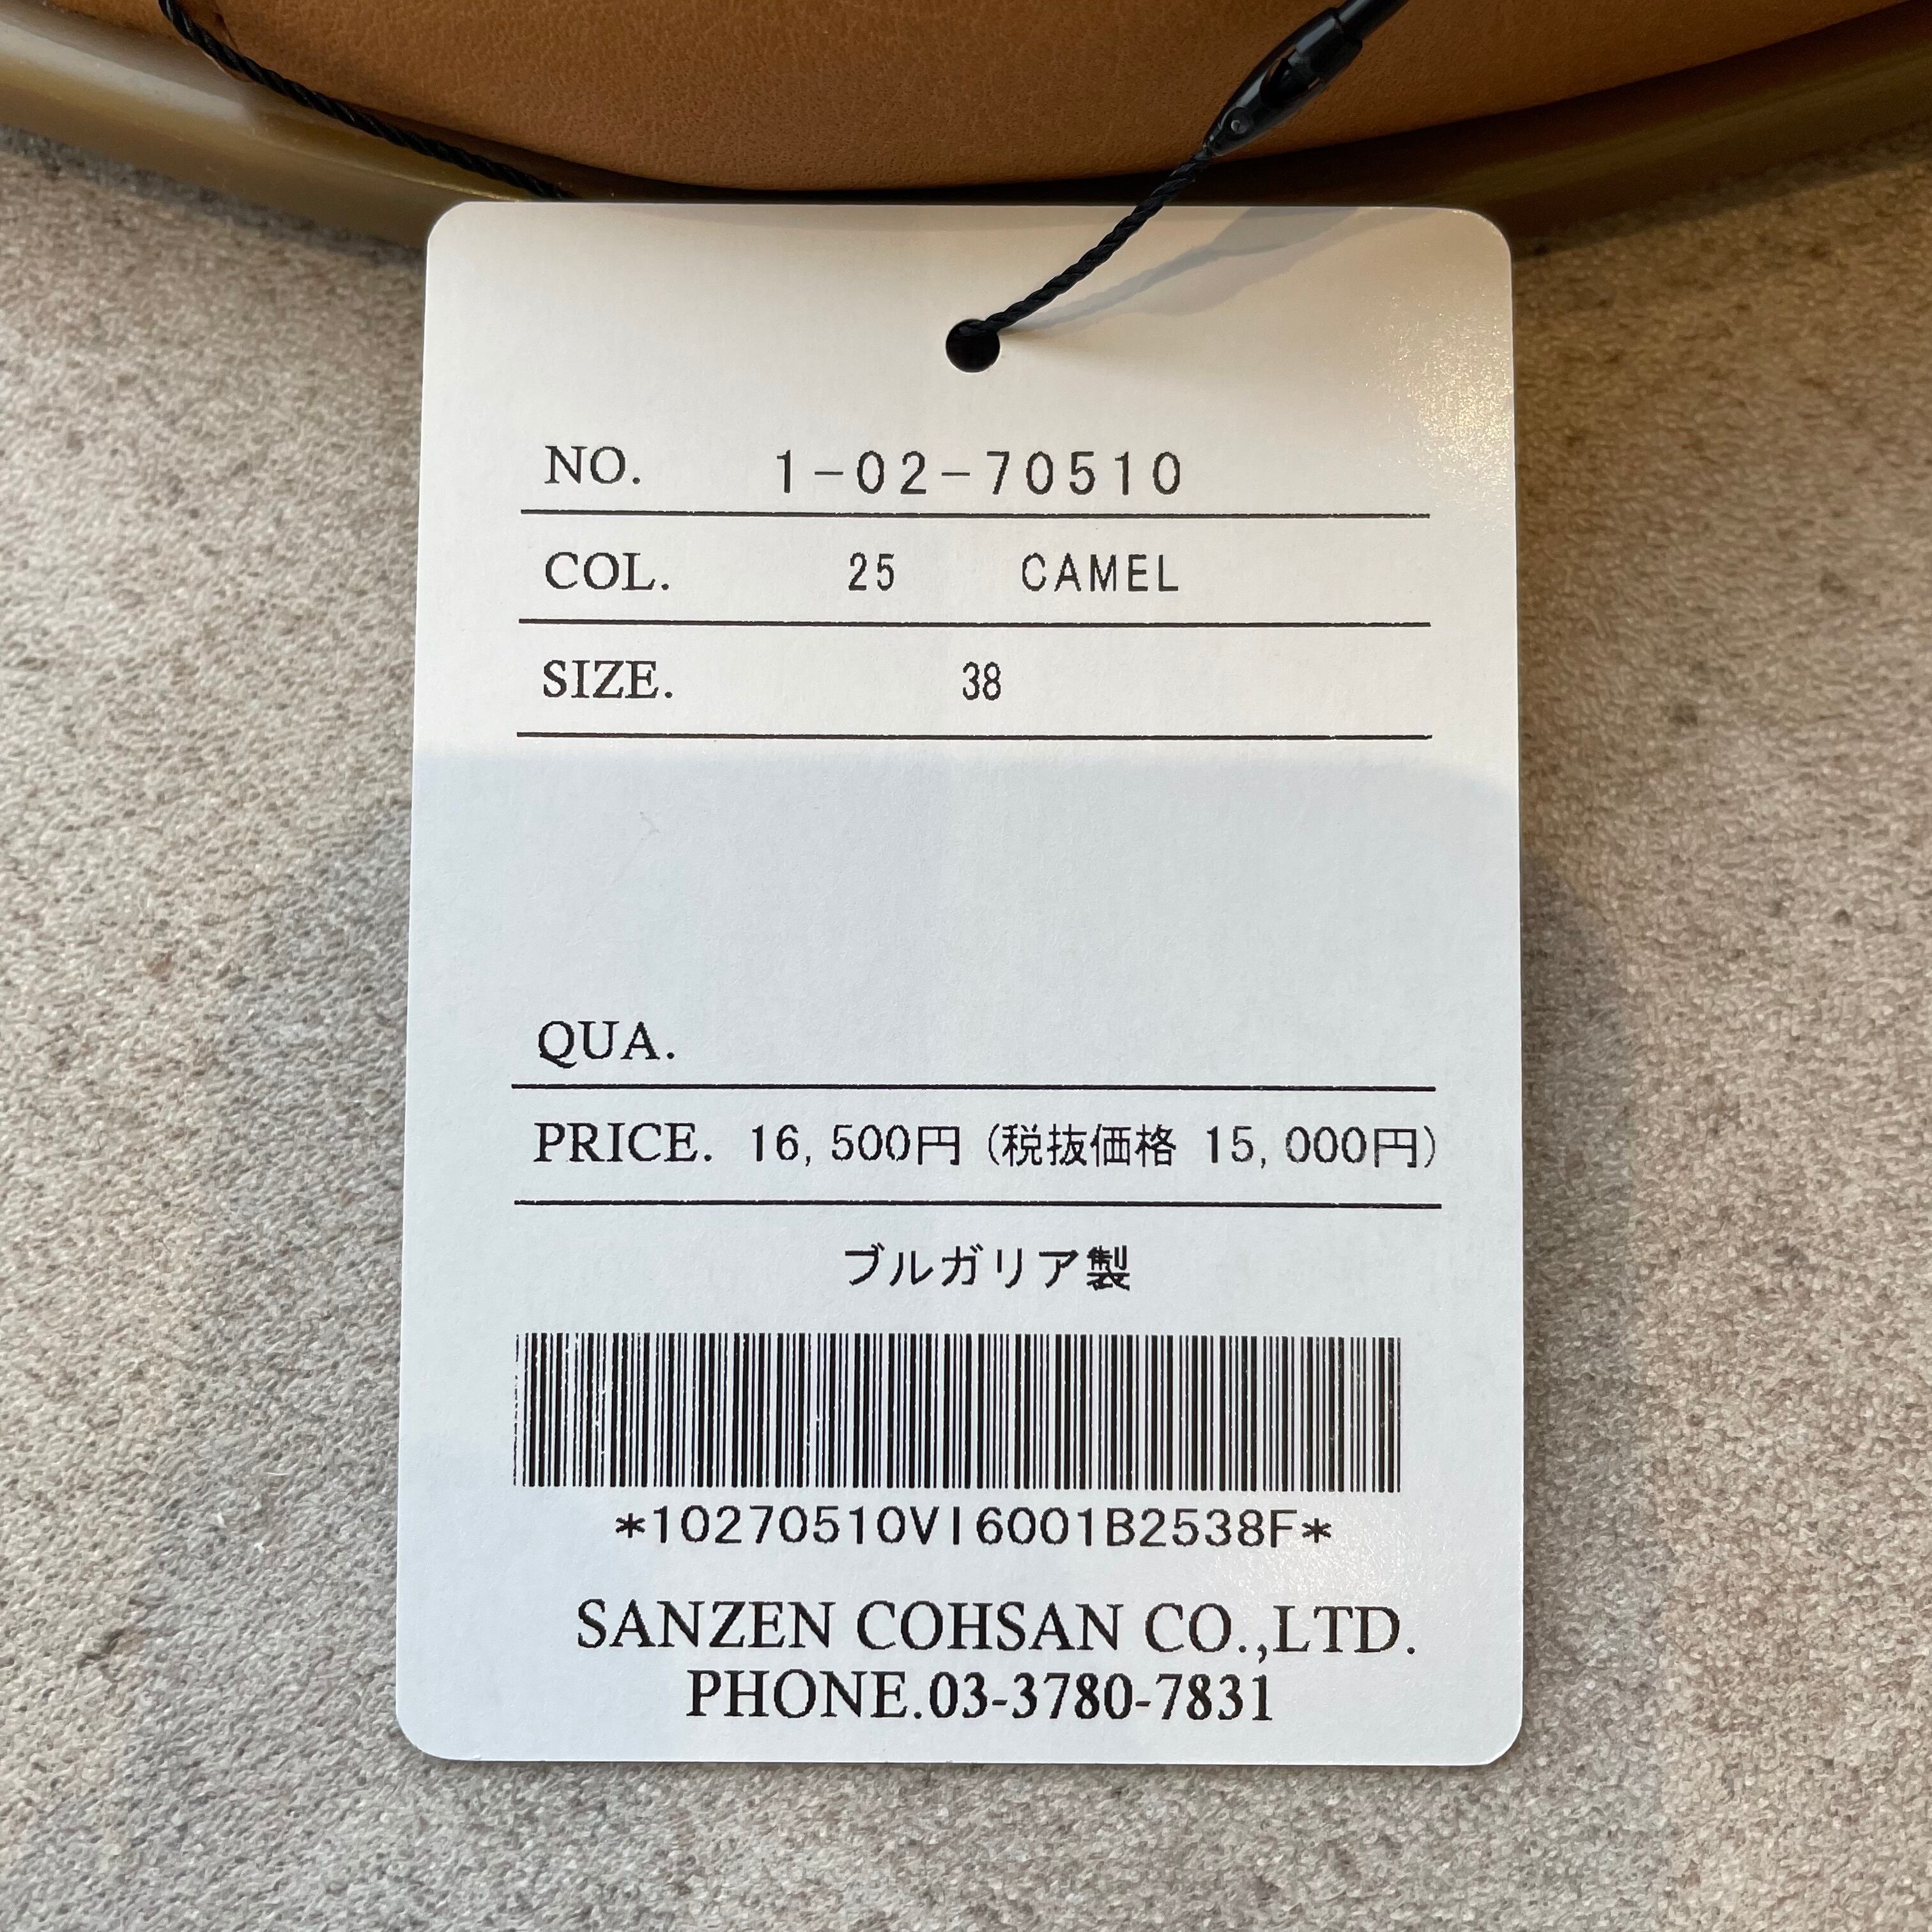 NO. 1-02-70510
COL. 25 CAMEL
SIZE. 38
QUA.
PRICE. 16,500円 (税抜価格 15,000円)
ブルガリア製
*10270510VI6001B2538F*
SANZEN COHSAN CO.,LTD.
PHONE.03-3780-7831